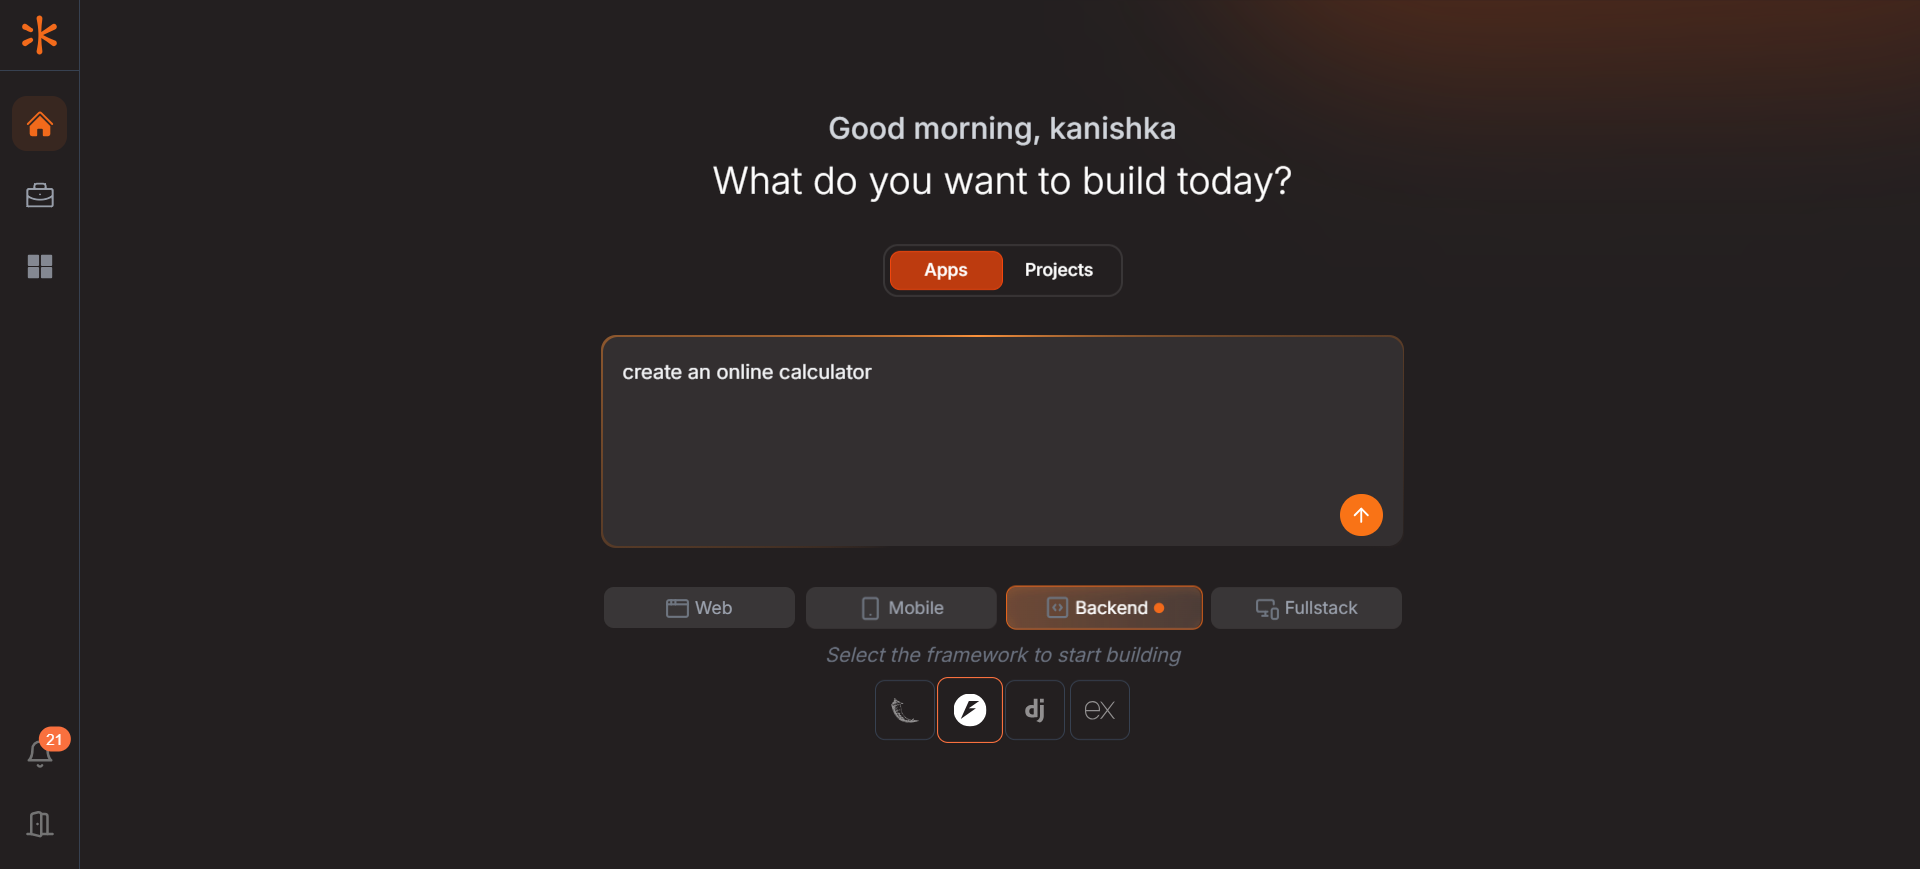 Good morning, kanishka
What do you want to build today?
Apps
Projects
create an online calculator
Web
Mobile
Backend
Fullstack
Select the framework to start building
dj
ex
21